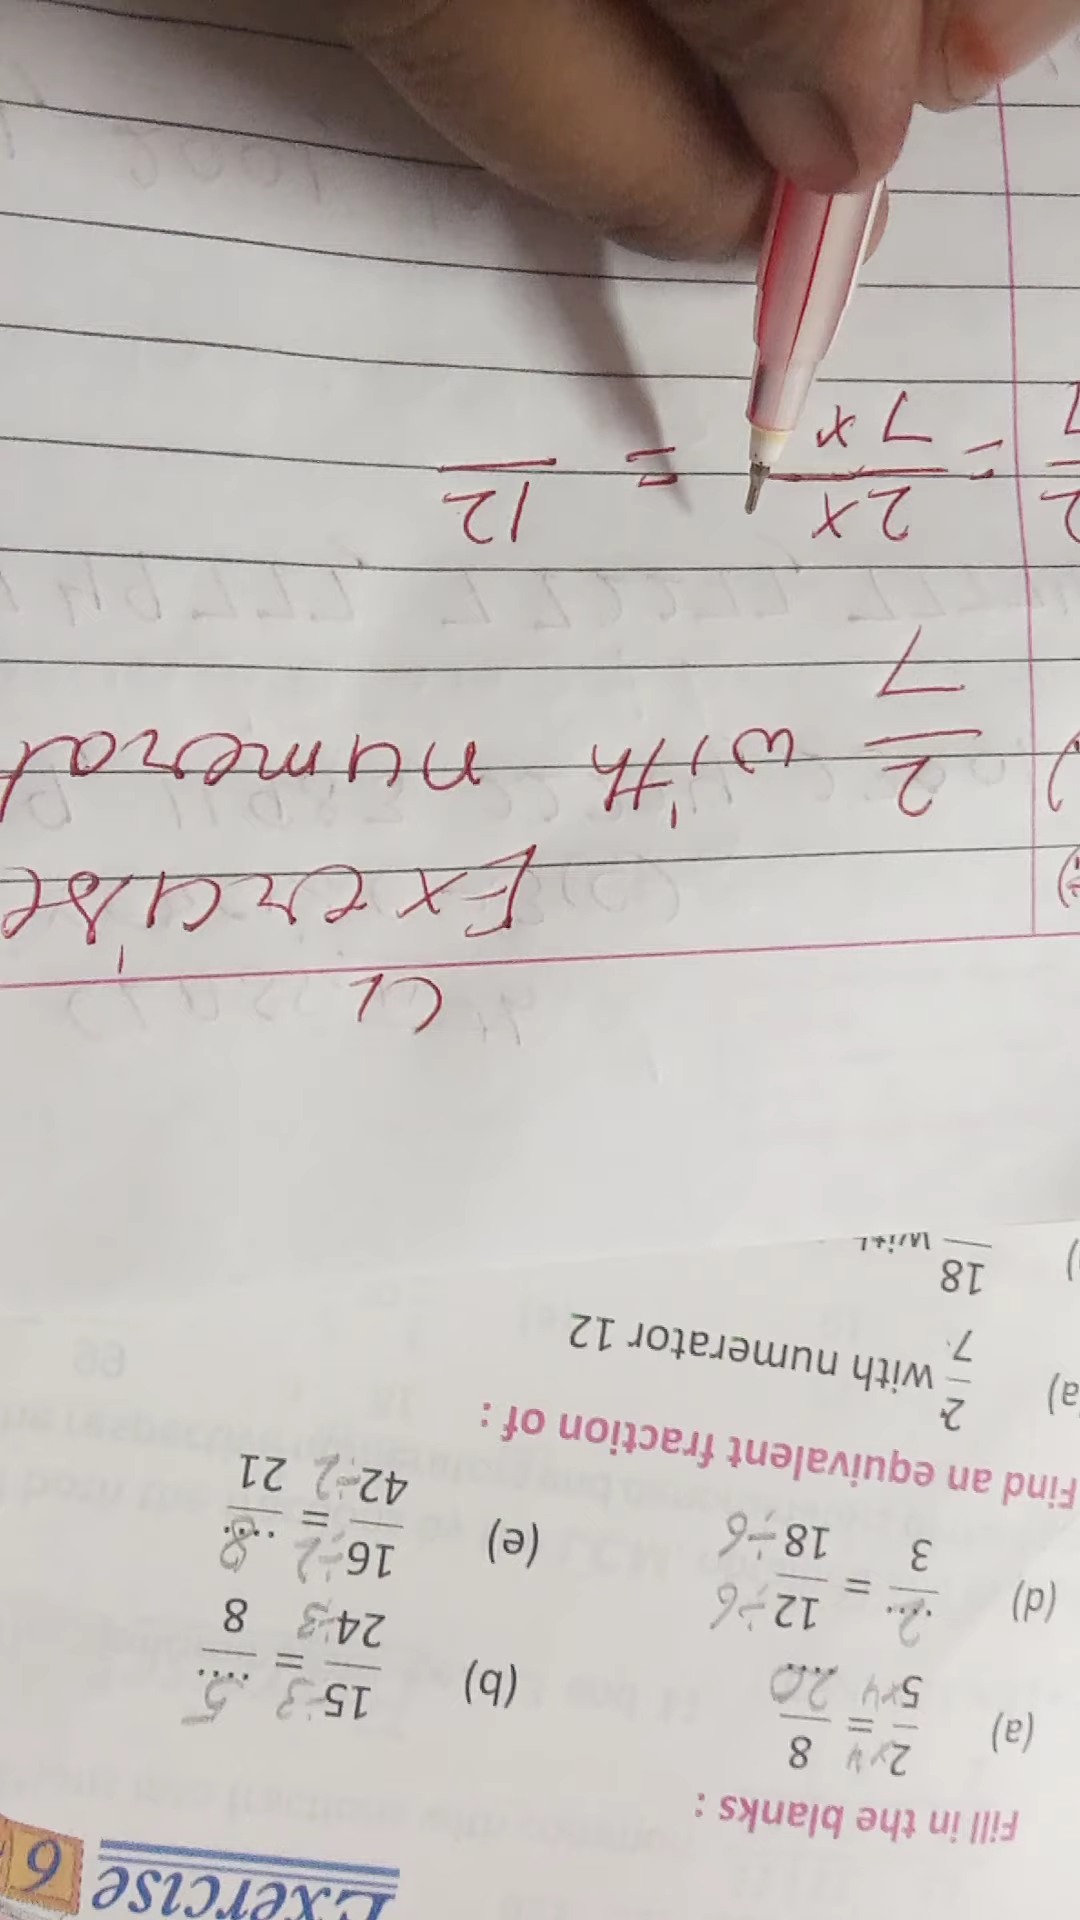 Exercise 6
Fill in the blanks :
(a) 2×4/5×4 = 8/20
(b) 15÷3/24÷3 = 5/8
(d) 2/3 = 12÷6/18÷6
(e) 16÷2/42÷2 = 8/21
Find an equivalent fraction of :
a) 2/7 with numerator 12
18
CL
Exercise
2/7 with numerat
2/7 = 2×/7× = 12/